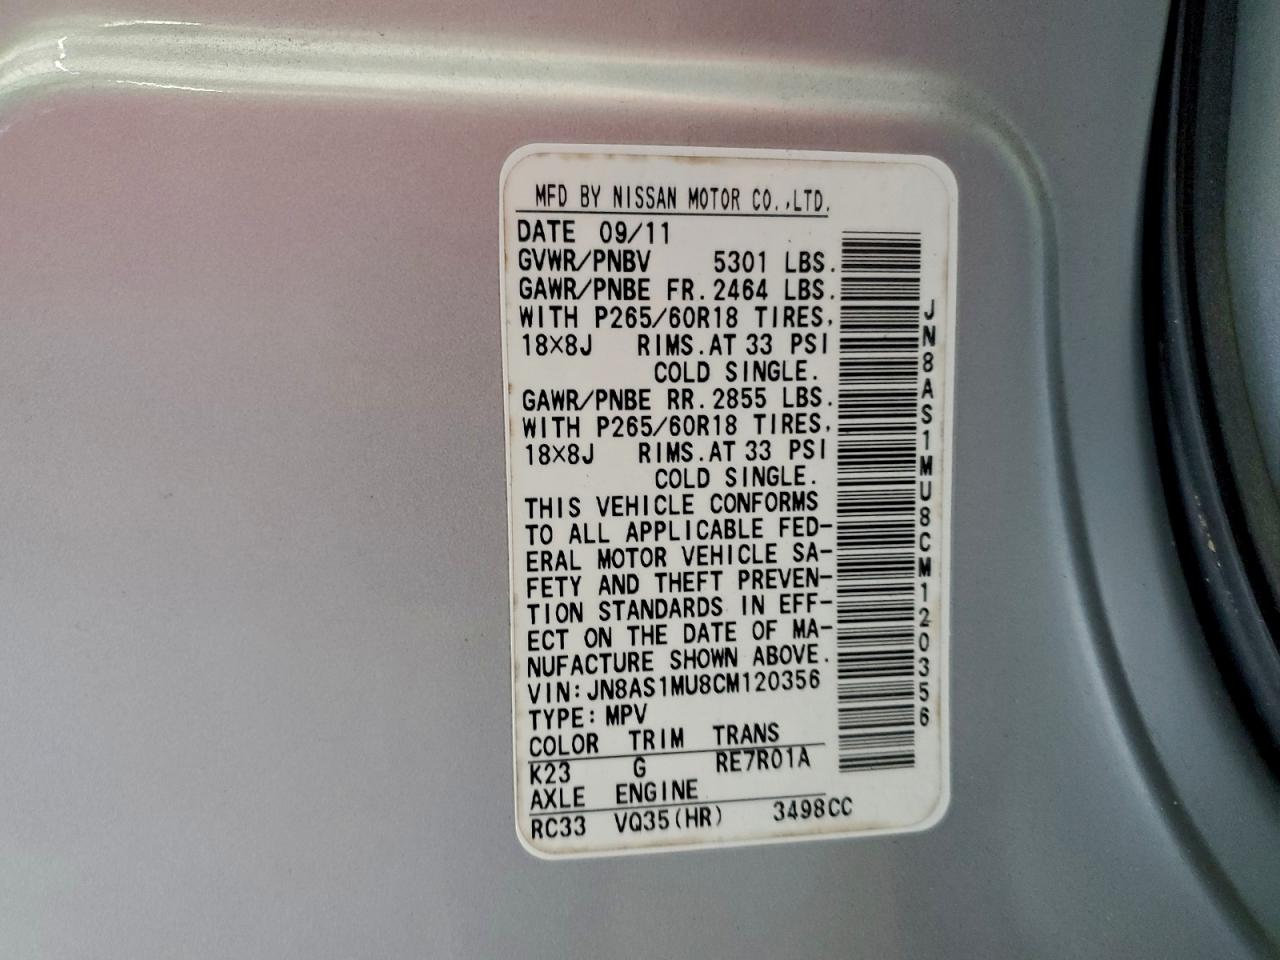 MFD BY NISSAN MOTOR CO.,LTD.
DATE 09/11
GVWR/PNBV 5301 LBS.
GAWR/PNBE FR. 2464 LBS.
WITH P265/60R18 TIRES,
18×8J RIMS. AT 33 PSI
COLD SINGLE.
GAWR/PNBE RR. 2855 LBS.
WITH P265/60R18 TIRES,
18×8J RIMS. AT 33 PSI
COLD SINGLE.
THIS VEHICLE CONFORMS
TO ALL APPLICABLE FED-
ERAL MOTOR VEHICLE SA-
FETY AND THEFT PREVEN-
TION STANDARDS IN EFF-
ECT ON THE DATE OF MA-
NUFACTURE SHOWN ABOVE.
VIN: JN8AS1MU8CM120356
TYPE: MPV
COLOR TRIM TRANS
K23 G RE7R01A
AXLE ENGINE
RC33 VQ35(HR) 3498CC
JN8AS1MU8CM120356